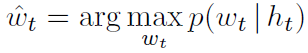 ŵ_t = arg max_{w_t} p(w_t | h_t)